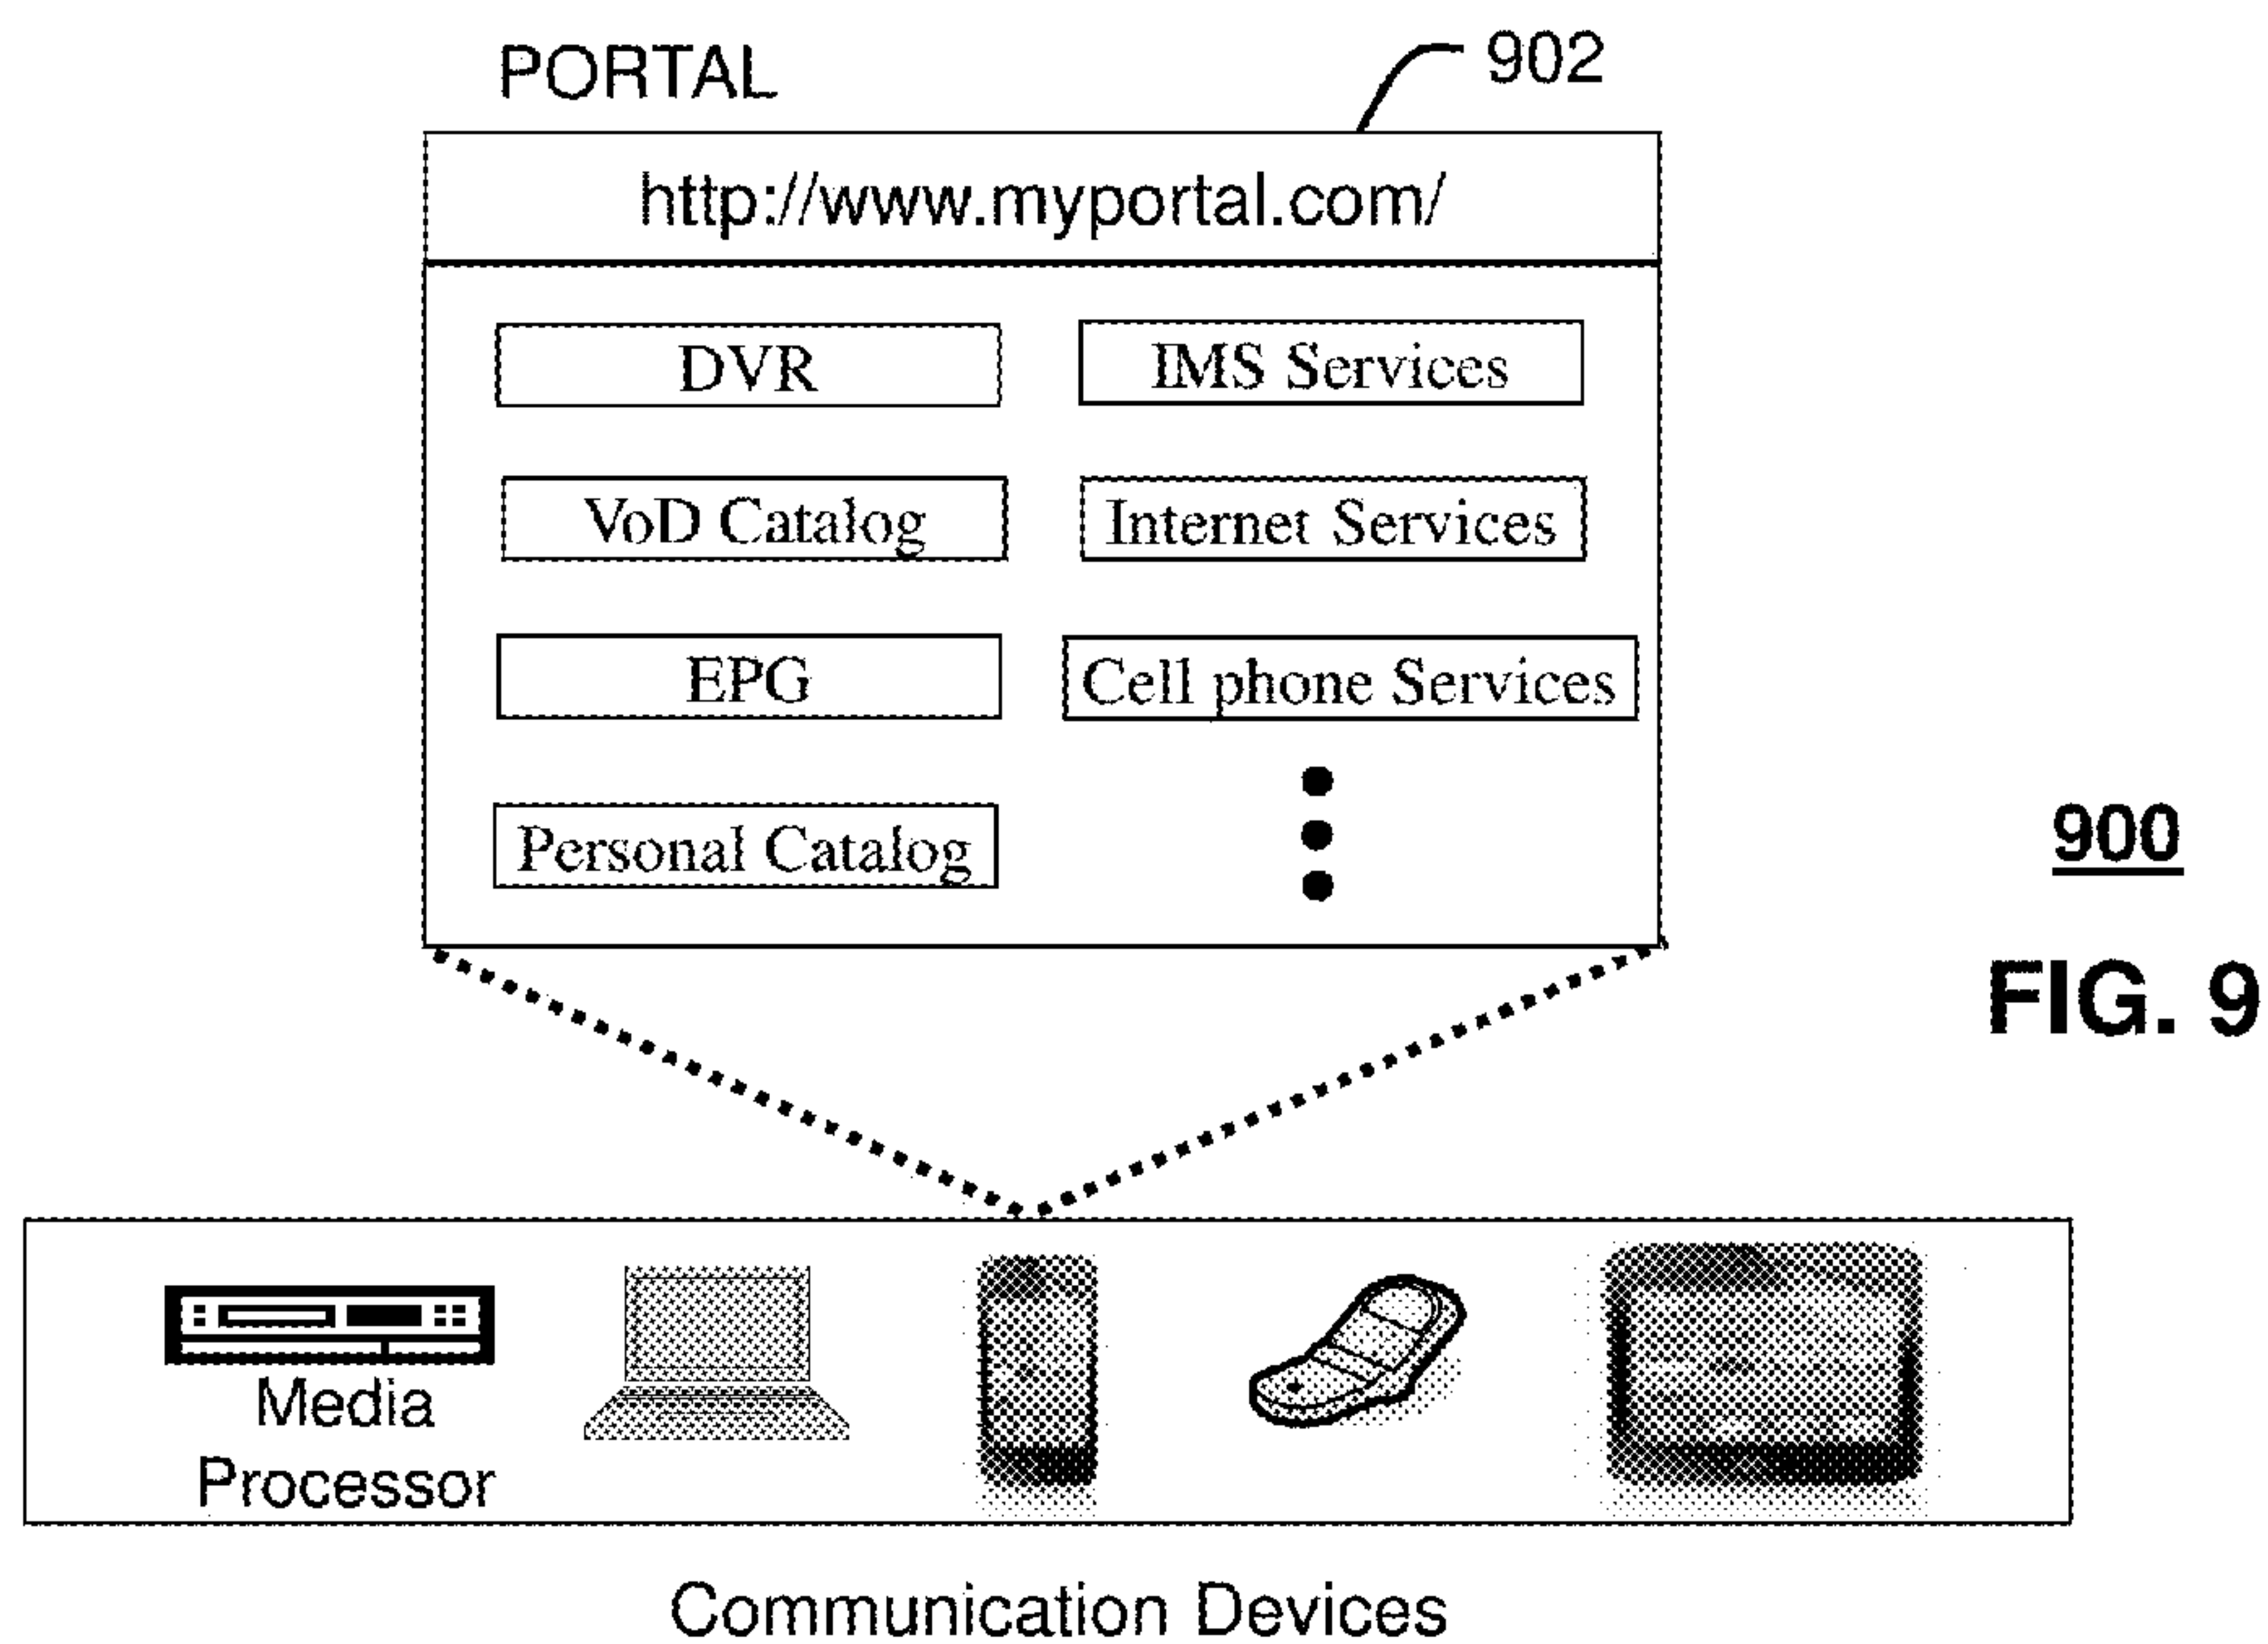 PORTAL
902
http://www.myportal.com/
DVR
IMS Services
VoD Catalog
Internet Services
EPG
Cell phone Services
Personal Catalog
900
FIG. 9
Media
Processor
Communication Devices